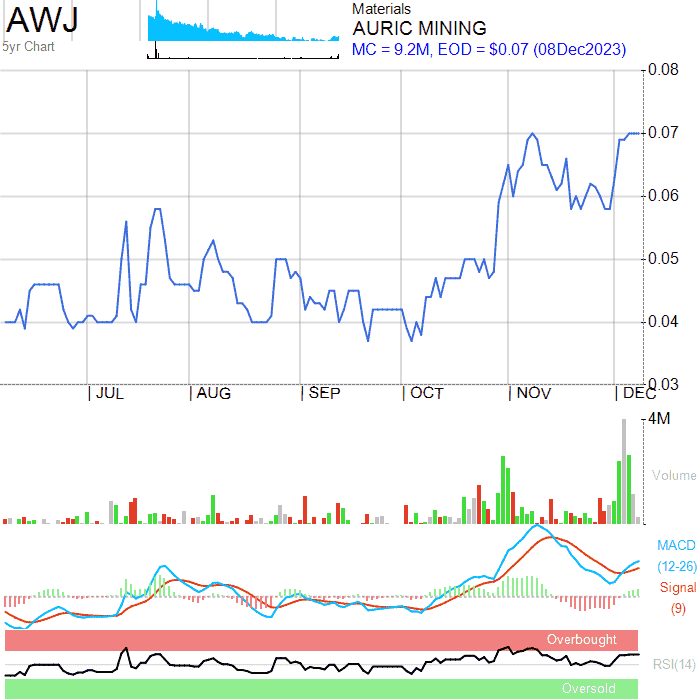 AWJ
5yr Chart
Materials
AURIC MINING
MC = 9.2M, EOD = $0.07 (08Dec2023)
0.08
0.07
0.06
0.05
0.04
0.03
JUL AUG SEP OCT NOV DEC
4M
Volume
MACD
(12-26)
Signal
(9)
Overbought
RSI(14)
Oversold